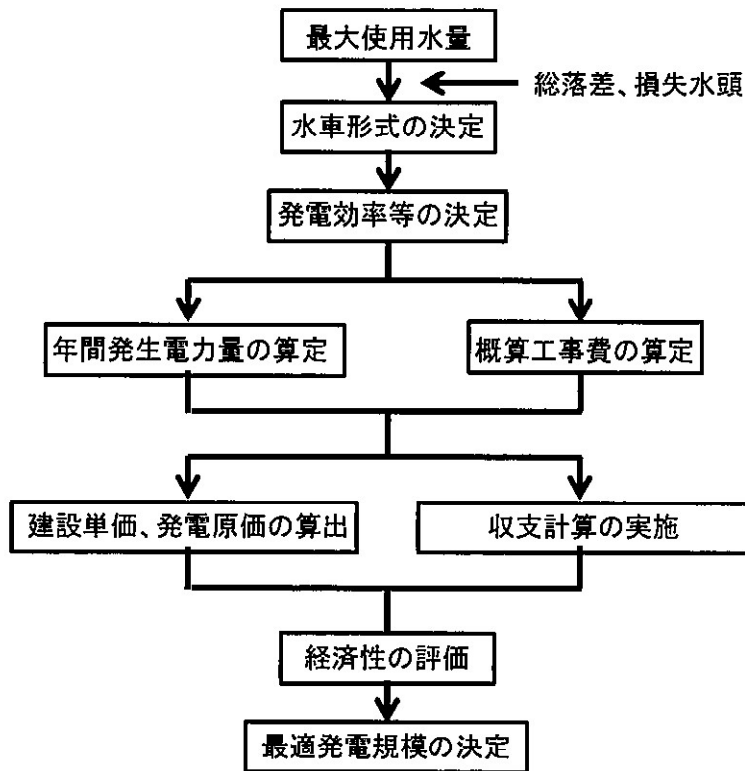 最大使用水量
総落差、損失水頭
水車形式の決定
発電効率等の決定
年間発生電力量の算定
概算工事費の算定
建設単価、発電原価の算出
収支計算の実施
経済性の評価
最適発電規模の決定